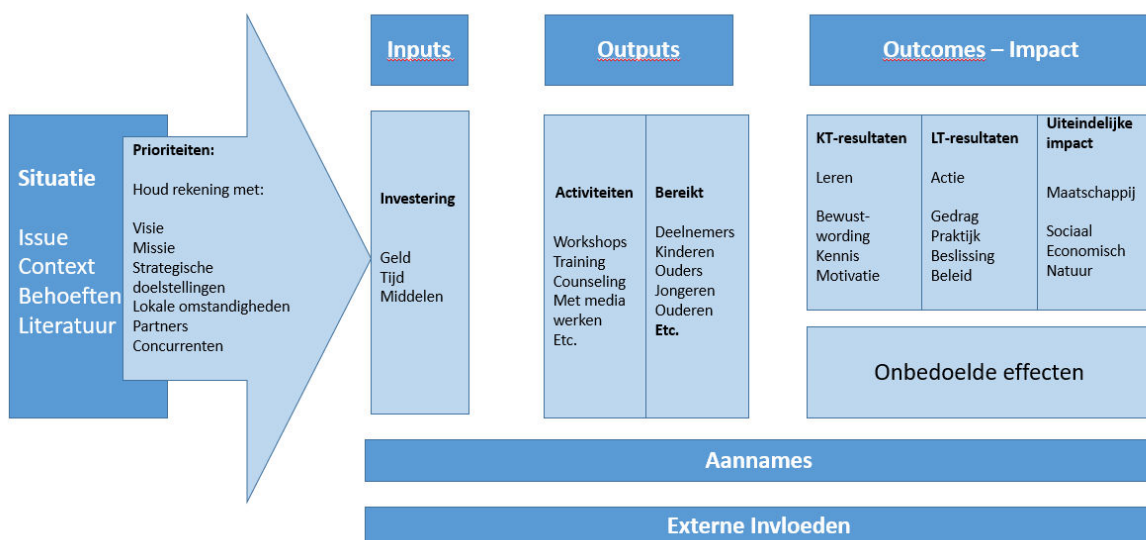 Inputs
Outputs
Outcomes – Impact
Situatie
Issue
Context
Behoeften
Literatuur
Prioriteiten:
Houd rekening met:
Visie
Missie
Strategische
doelstellingen
Lokale omstandigheden
Partners
Concurrenten
Investering
Geld
Tijd
Middelen
Activiteiten
Workshops
Training
Counseling
Met media
werken
Etc.
Bereikt
Deelnemers
Kinderen
Ouders
Jongeren
Ouderen
Etc.
KT-resultaten
Leren
Bewust-
wording
Kennis
Motivatie
LT-resultaten
Actie
Gedrag
Praktijk
Beslissing
Beleid
Uiteindelijke
impact
Maatschappij
Sociaal
Economisch
Natuur
Onbedoelde effecten
Aannames
Externe Invloeden